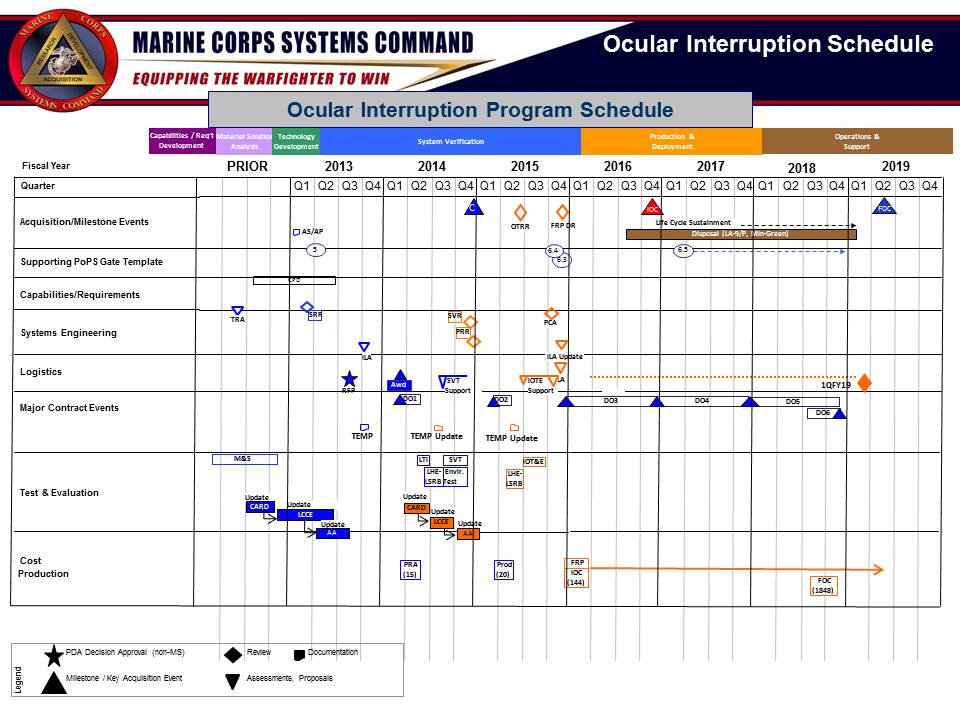 MARINE CORPS
RESEARCH
DEVELOPMENT
ACQUISITION
SYSTEMS COMMAND
MARINE CORPS SYSTEMS COMMAND
EQUIPPING THE WARFIGHTER TO WIN
Ocular Interruption Schedule
Ocular Interruption Program Schedule
Capabilities / Req't
Development
Materiel Solution
Analysis
Technology
Development
System Verification
Production &
Deployment
Operations &
Support
Fiscal Year
PRIOR
2013
2014
2015
2016
2017
2018
2019
Quarter
Q1 Q2 Q3 Q4 Q1 Q2 Q3 Q4 Q1 Q2 Q3 Q4 Q1 Q2 Q3 Q4 Q1 Q2 Q3 Q4 Q1 Q2 Q3 Q4 Q1 Q2 Q3 Q4
Acquisition/Milestone Events
C
OTRR
FRP DR
IOC
FOC
Life Cycle Sustainment
Disposal (LA-9/P, Min-Green)
AS/AP
Supporting PoPS Gate Template
5
6.4
6.3
6.5
CPD
Capabilities/Requirements
TRA
SRR
SVR
PRR
PCA
Systems Engineering
ILA
ILA Update
Logistics
RFP
Awd
SVT
Support
IOTE
Support
LA
1QFY19
Major Contract Events
DO1
DO2
DO3
DO4
DO5
DO6
TEMP
TEMP Update
TEMP Update
M&S
LTI
SVT
IOT&E
LHE-
LSRB
Envir.
Test
LHE-
LSRB
Test & Evaluation
Update
CARD
Update
LCCE
Update
AA
Update
CARD
Update
LCCE
Update
AA
Cost
Production
PRA
(15)
Prod
(20)
FRP
IOC
(144)
FOC
(1848)
Legend
PDA Decision Approval (non-MS)
Review
Documentation
Milestone / Key Acquisition Event
Assessments, Proposals